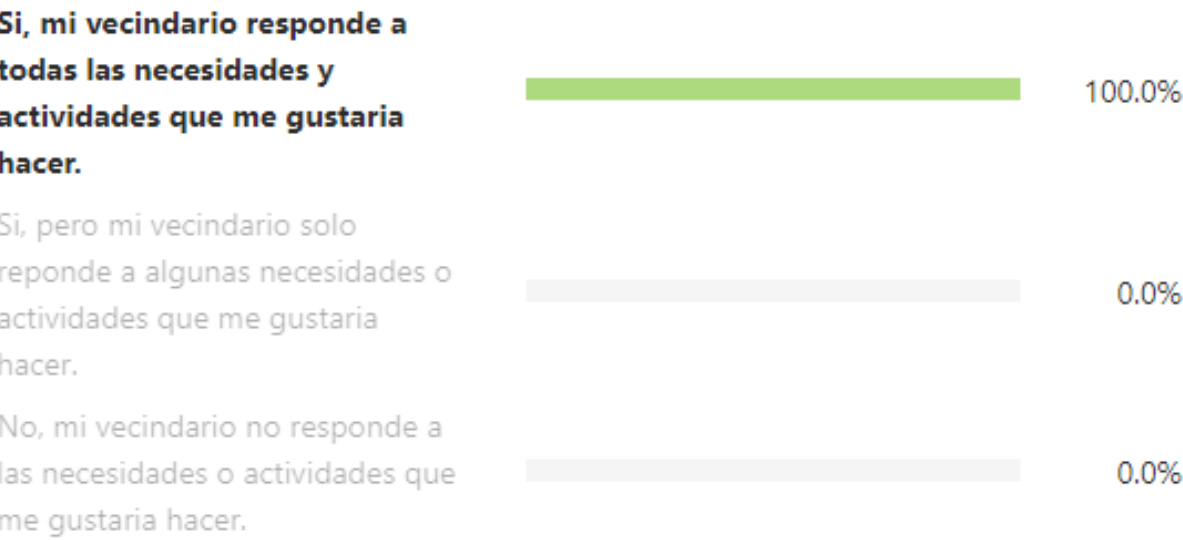 Si, mi vecindario responde a
todas las necesidades y
actividades que me gustaria
hacer.
100.0%
Si, pero mi vecindario solo
reponde a algunas necesidades o
actividades que me gustaria
hacer.
0.0%
No, mi vecindario no responde a
las necesidades o actividades que
me gustaria hacer.
0.0%